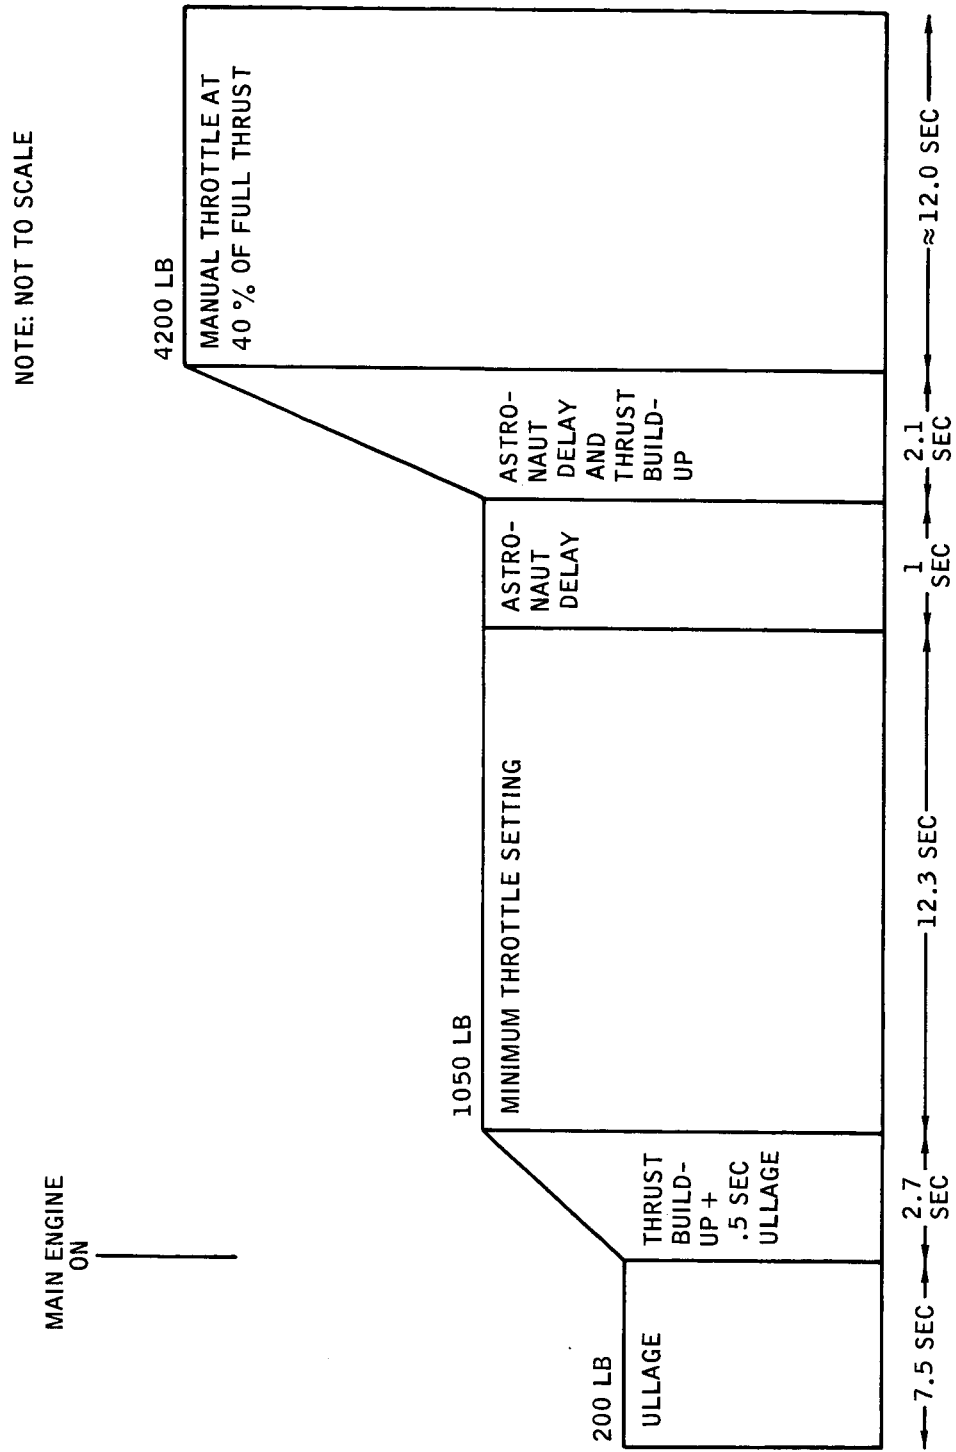 NOTE: NOT TO SCALE
MAIN ENGINE
ON
200 LB
ULLAGE
THRUST
BUILD-
UP +
.5 SEC
ULLAGE
1050 LB
MINIMUM THROTTLE SETTING
ASTRO-
NAUT
DELAY
ASTRO-
NAUT
DELAY
AND
THRUST
BUILD-
UP
4200 LB
MANUAL THROTTLE AT
40 % OF FULL THRUST
7.5 SEC
2.7
SEC
12.3 SEC
1
SEC
2.1
SEC
≈12.0 SEC